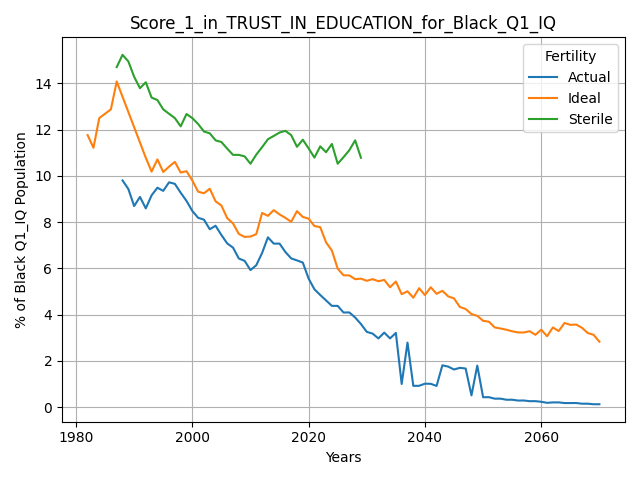 Score_1_in_TRUST_IN_EDUCATION_for_Black_Q1_IQ
Fertility
Actual
Ideal
Sterile
% of Black Q1_IQ Population
14
12
10
8
6
4
2
0
1980 2000 2020 2040 2060
Years